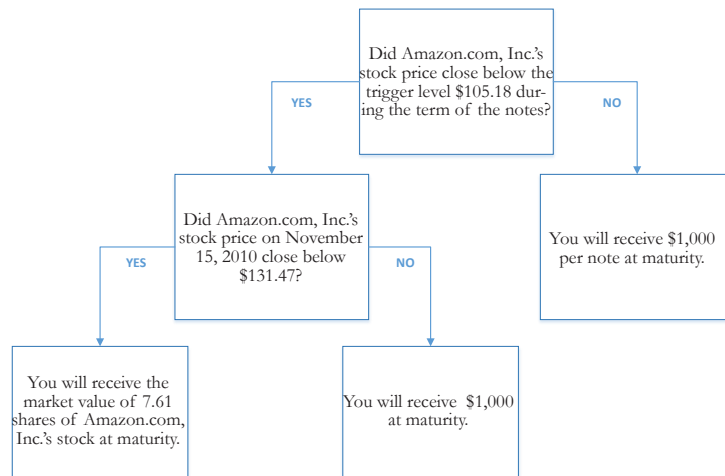 Did Amazon.com, Inc.'s
stock price close below the
trigger level $105.18 dur-
ing the term of the notes?
YES
NO
Did Amazon.com, Inc.'s
stock price on November
15, 2010 close below
$131.47?
You will receive $1,000
per note at maturity.
YES
NO
You will receive the
market value of 7.61
shares of Amazon.com,
Inc.'s stock at maturity.
You will receive $1,000
at maturity.